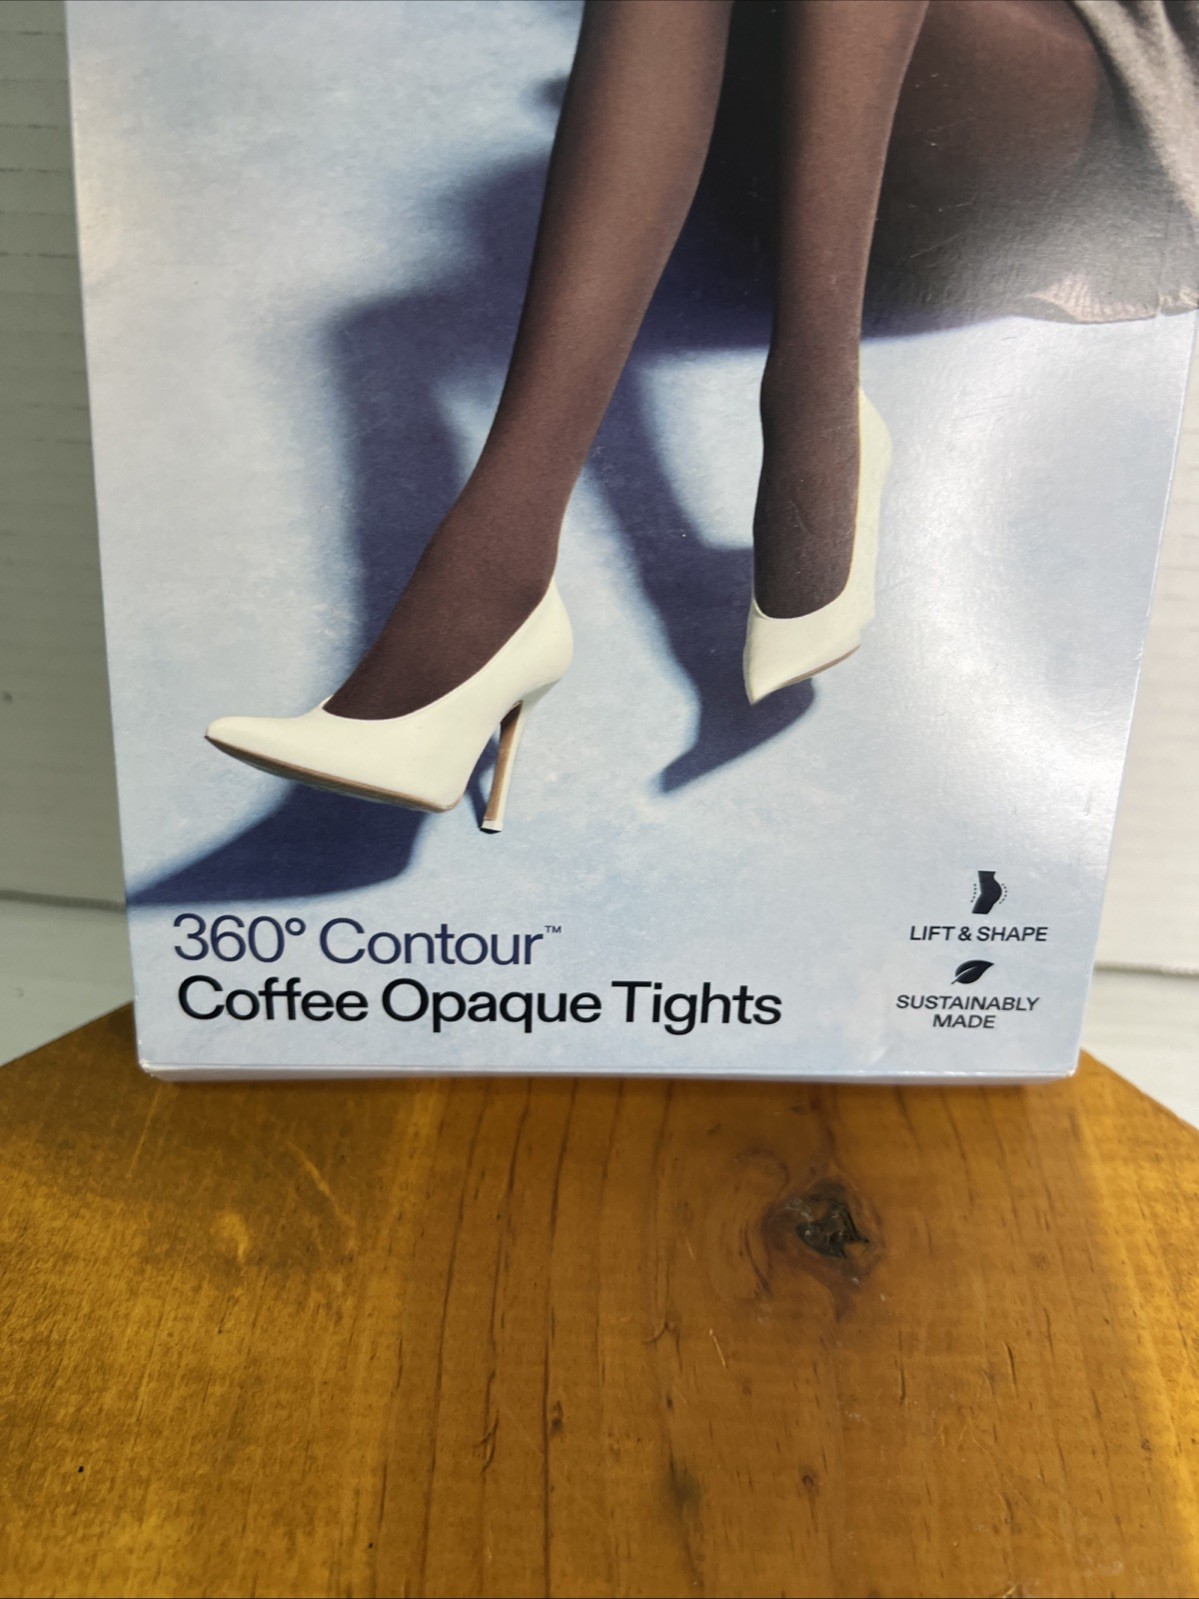 360° Contour™
Coffee Opaque Tights
LIFT & SHAPE
SUSTAINABLY
MADE